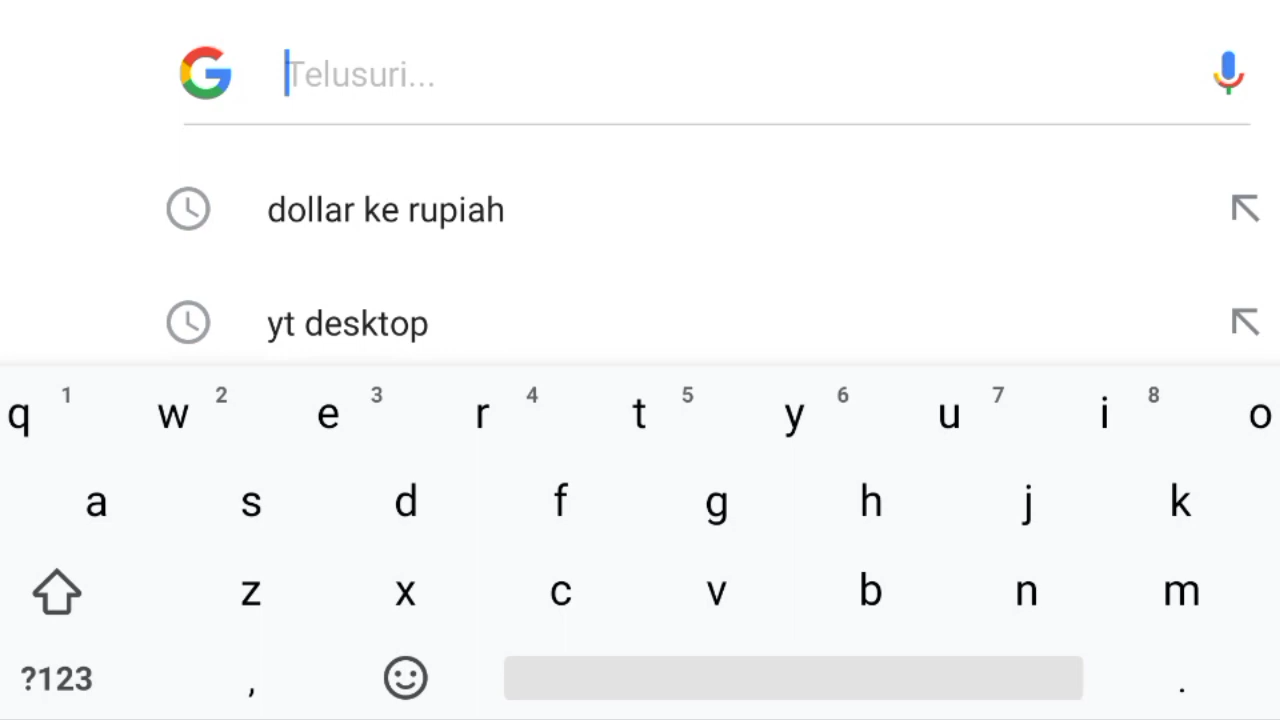 Telusuri...
dollar ke rupiah
yt desktop
q 1 w 2 e 3 r 4 t 5 y 6 u 7 i 8 o
a s d f g h j k
z x c v b n m
?123 , .